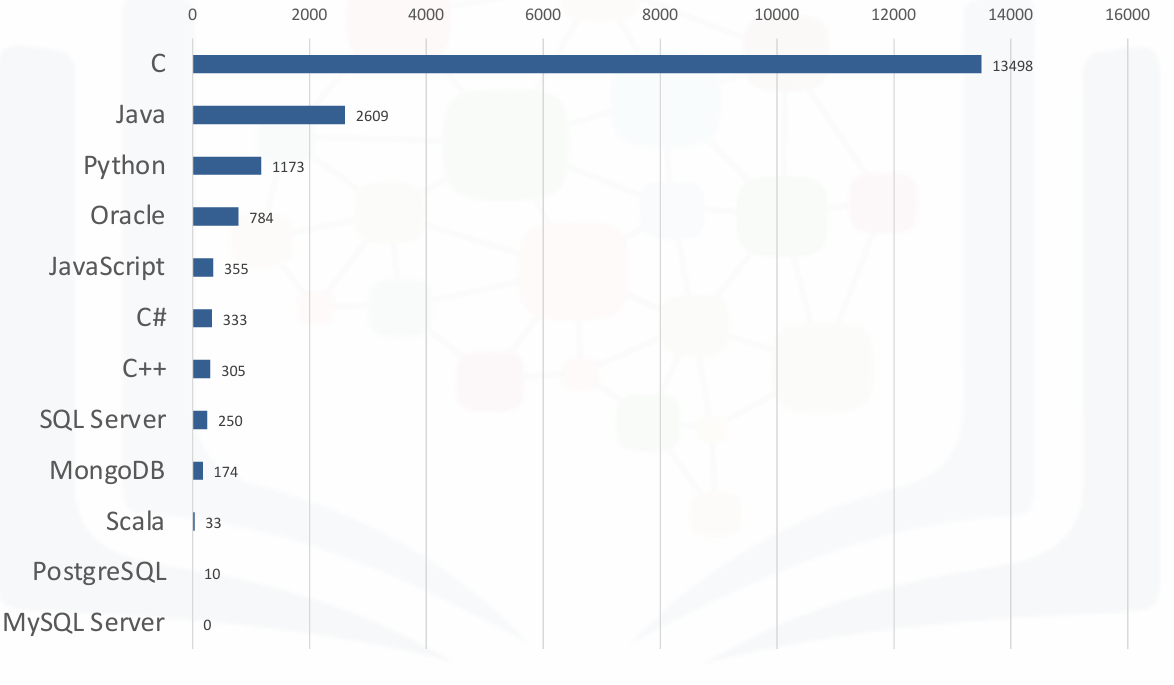 0 2000 4000 6000 8000 10000 12000 14000 16000
C 13498
Java 2609
Python 1173
Oracle 784
JavaScript 355
C# 333
C++ 305
SQL Server 250
MongoDB 174
Scala 33
PostgreSQL 10
MySQL Server 0